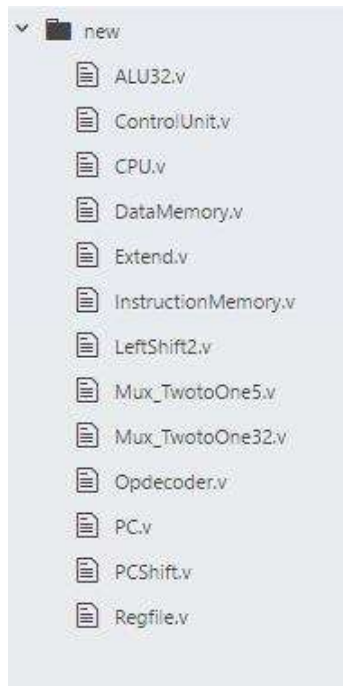 new
ALU32.v
ControlUnit.v
CPU.v
DataMemory.v
Extend.v
InstructionMemory.v
LeftShift2.v
Mux_TwotoOne5.v
Mux_TwotoOne32.v
Opdecoder.v
PC.v
PCShift.v
Regfile.v